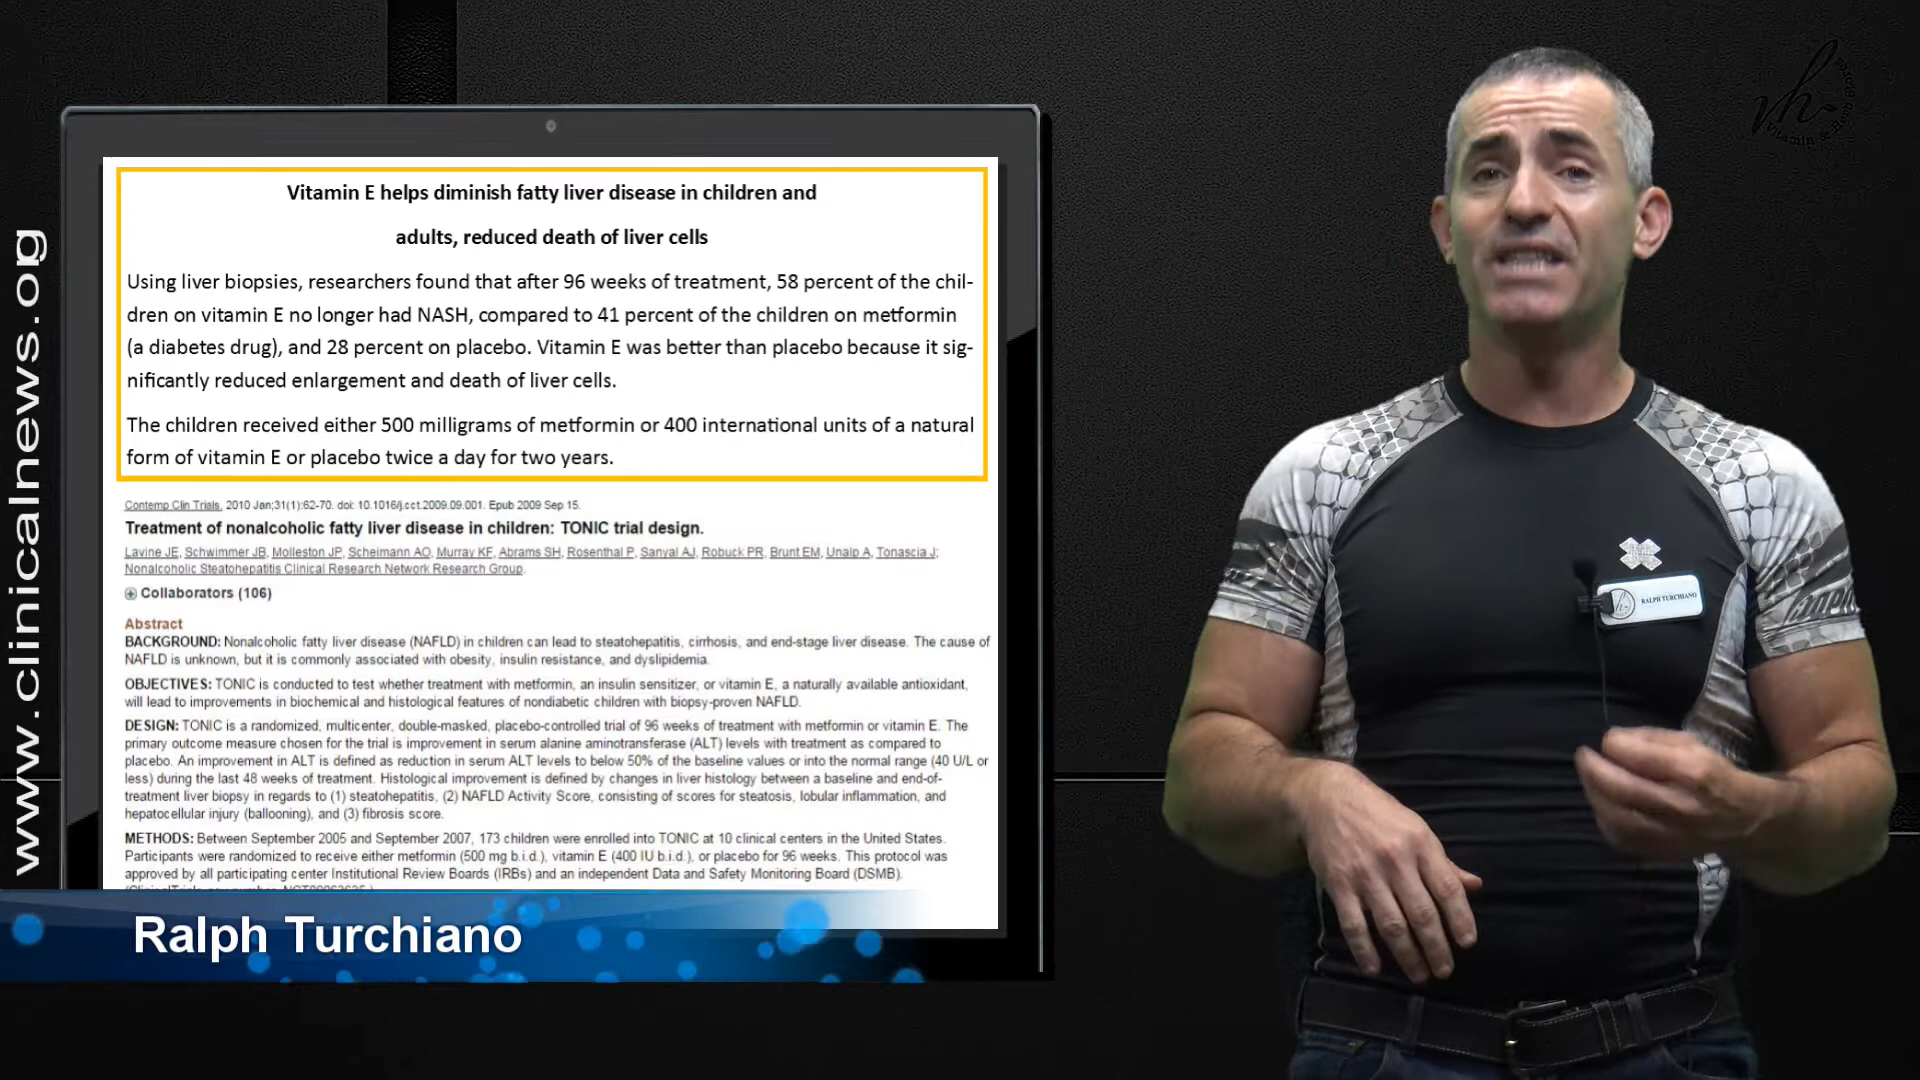 www.clinicalnews.og
Vitamin E helps diminish fatty liver disease in children and
adults, reduced death of liver cells
Using liver biopsies, researchers found that after 96 weeks of treatment, 58 percent of the chil-
dren on vitamin E no longer had NASH, compared to 41 percent of the children on metformin
(a diabetes drug), and 28 percent on placebo. Vitamin E was better than placebo because it sig-
nificantly reduced enlargement and death of liver cells.
The children received either 500 milligrams of metformin or 400 international units of a natural
form of vitamin E or placebo twice a day for two years.
Contemp Clin Trials. 2010 Jan;31(1):62-70. doi: 10.1016/j.cct.2009.09.001. Epub 2009 Sep 15.
Treatment of nonalcoholic fatty liver disease in children: TONIC trial design.
Lavine JE, Schwimmer JB, Molleston JP, Scheimann AO, Murray KF, Abrams SH, Rosenthal P, Sanyal AJ, Robuck PR, Brunt EM, Unalp A, Tonascia J;
Nonalcoholic Steatohepatitis Clinical Research Network Research Group.
Collaborators (106)
Abstract
BACKGROUND: Nonalcoholic fatty liver disease (NAFLD) in children can lead to steatohepatitis, cirrhosis, and end-stage liver disease. The cause of
NAFLD is unknown, but it is commonly associated with obesity, insulin resistance, and dyslipidemia.
OBJECTIVES: TONIC is conducted to test whether treatment with metformin, an insulin sensitizer, or vitamin E, a naturally available antioxidant,
will lead to improvements in biochemical and histological features of nondiabetic children with biopsy-proven NAFLD.
DESIGN: TONIC is a randomized, multicenter, double-masked, placebo-controlled trial of 96 weeks of treatment with metformin or vitamin E. The
primary outcome measure chosen for the trial is improvement in serum alanine aminotransferase (ALT) levels with treatment as compared to
placebo. An improvement in ALT is defined as reduction in serum ALT levels to below 50% of the baseline values or into the normal range (40 U/L or
less) during the last 48 weeks of treatment. Histological improvement is defined by changes in liver histology between a baseline and end-of-
treatment liver biopsy in regards to (1) steatohepatitis, (2) NAFLD Activity Score, consisting of scores for steatosis, lobular inflammation, and
hepatocellular injury (ballooning), and (3) fibrosis score.
METHODS: Between September 2005 and September 2007, 173 children were enrolled into TONIC at 10 clinical centers in the United States.
Participants were randomized to receive either metformin (500 mg b.i.d.), vitamin E (400 IU b.i.d.), or placebo for 96 weeks. This protocol was
approved by all participating center Institutional Review Boards (IRBs) and an independent Data and Safety Monitoring Board (DSMB).
Ralph Turchiano
vh
Vitamin & Herb
RALPH TURCHIANO